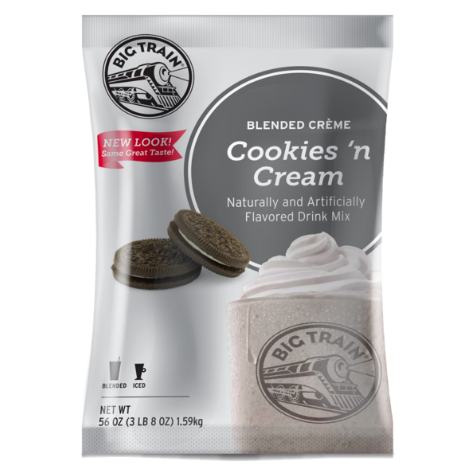 BIG TRAIN®
NEW LOOK!
Same Great Taste!
BLENDED CRÈME
Cookies 'n
Cream
Naturally and Artificially
Flavored Drink Mix
BIG TRAIN®
BLENDED ICED
NET WT
56 OZ (3 LB 8 OZ) 1.59kg